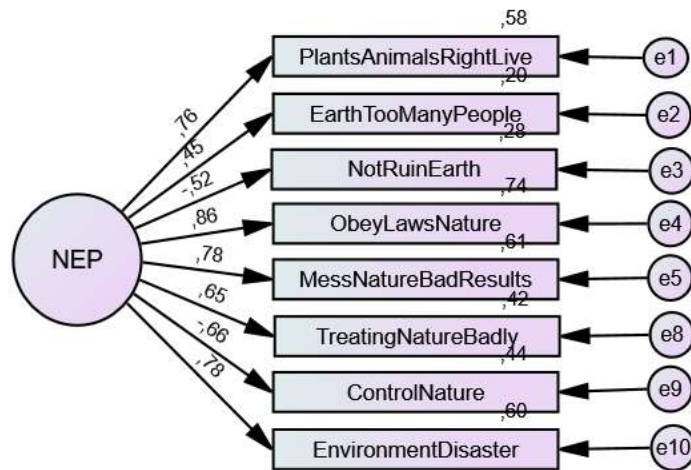 ,58
PlantsAnimalsRightLive
e1
,76
,20
EarthTooManyPeople
e2
,45
,28
NotRuinEarth
e3
-,52
,74
ObeyLawsNature
e4
,86
NEP
,61
MessNatureBadResults
e5
,78
,42
TreatingNatureBadly
e8
,65
,44
ControlNature
e9
-,66
,60
EnvironmentDisaster
e10
,78